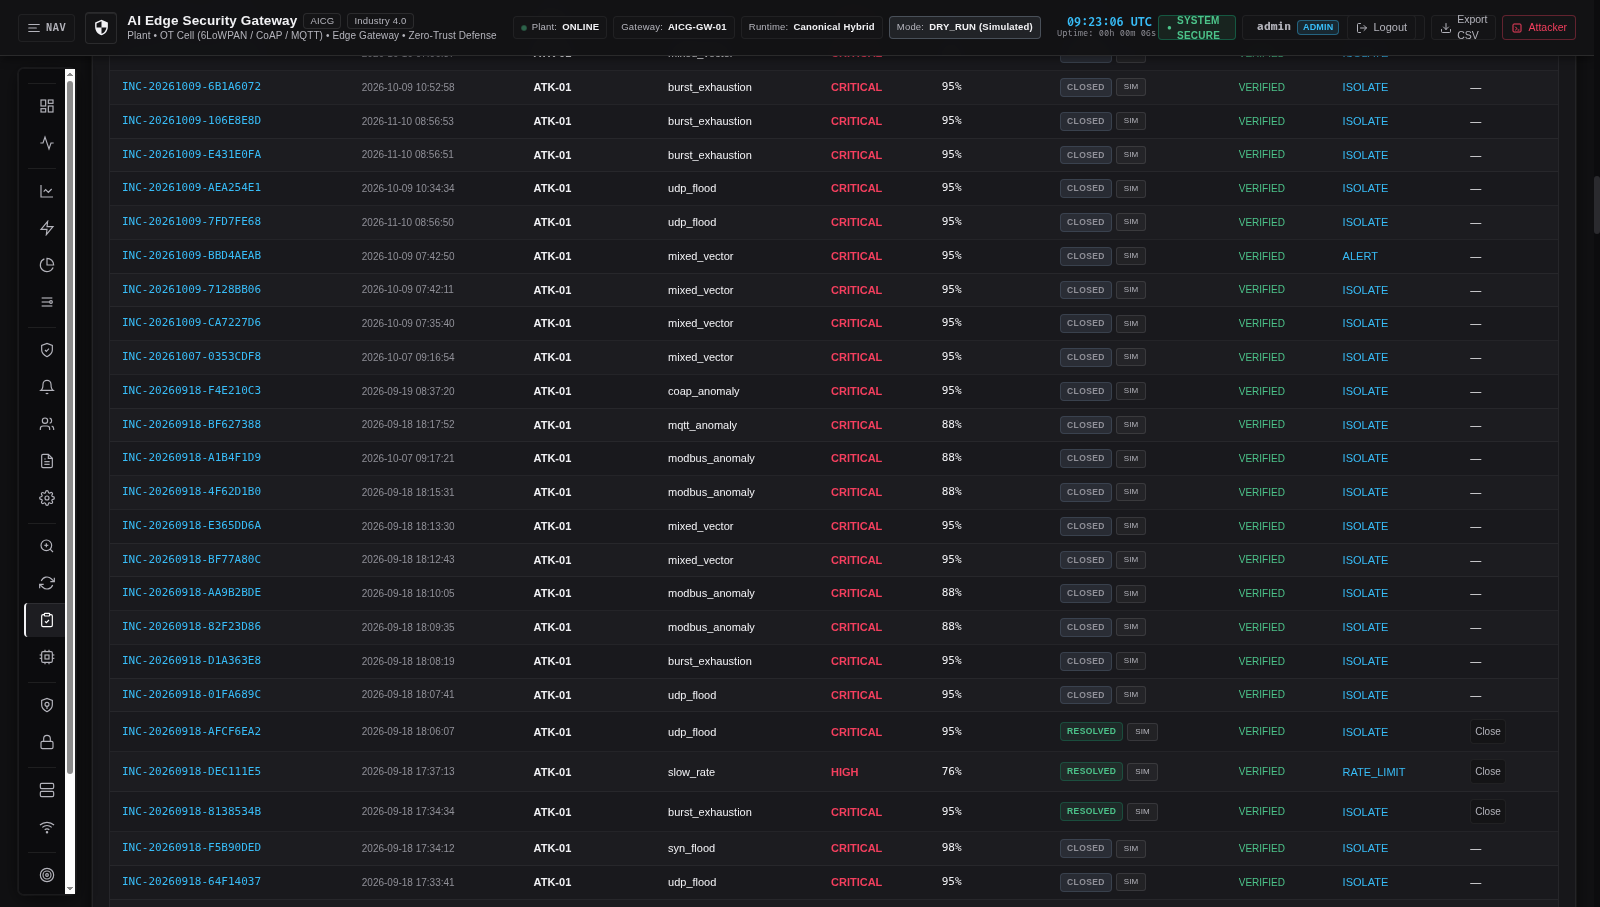 NAV
AI Edge Security Gateway AICG Industry 4.0
Plant • OT Cell (6LoWPAN / CoAP / MQTT) • Edge Gateway • Zero-Trust Defense
Plant: ONLINE
Gateway: AICG-GW-01
Runtime: Canonical Hybrid
Mode: DRY_RUN (Simulated)
09:23:06 UTC
Uptime: 00h 00m 06s
SYSTEM SECURE
admin ADMIN
Logout
Export CSV
Attacker
INC-20261009-6B1A6072 2026-10-09 10:52:58 ATK-01 burst_exhaustion CRITICAL 95% CLOSED SIM VERIFIED ISOLATE —
INC-20261009-106E8E8D 2026-11-10 08:56:53 ATK-01 burst_exhaustion CRITICAL 95% CLOSED SIM VERIFIED ISOLATE —
INC-20261009-E431E0FA 2026-11-10 08:56:51 ATK-01 burst_exhaustion CRITICAL 95% CLOSED SIM VERIFIED ISOLATE —
INC-20261009-AEA254E1 2026-10-09 10:34:34 ATK-01 udp_flood CRITICAL 95% CLOSED SIM VERIFIED ISOLATE —
INC-20261009-7FD7FE68 2026-11-10 08:56:50 ATK-01 udp_flood CRITICAL 95% CLOSED SIM VERIFIED ISOLATE —
INC-20261009-BBD4AEAB 2026-10-09 07:42:50 ATK-01 mixed_vector CRITICAL 95% CLOSED SIM VERIFIED ALERT —
INC-20261009-7128BB06 2026-10-09 07:42:11 ATK-01 mixed_vector CRITICAL 95% CLOSED SIM VERIFIED ISOLATE —
INC-20261009-CA7227D6 2026-10-09 07:35:40 ATK-01 mixed_vector CRITICAL 95% CLOSED SIM VERIFIED ISOLATE —
INC-20261007-0353CDF8 2026-10-07 09:16:54 ATK-01 mixed_vector CRITICAL 95% CLOSED SIM VERIFIED ISOLATE —
INC-20260918-F4E210C3 2026-09-19 08:37:20 ATK-01 coap_anomaly CRITICAL 95% CLOSED SIM VERIFIED ISOLATE —
INC-20260918-BF627388 2026-09-18 18:17:52 ATK-01 mqtt_anomaly CRITICAL 88% CLOSED SIM VERIFIED ISOLATE —
INC-20260918-A1B4F1D9 2026-10-07 09:17:21 ATK-01 modbus_anomaly CRITICAL 88% CLOSED SIM VERIFIED ISOLATE —
INC-20260918-4F62D1B0 2026-09-18 18:15:31 ATK-01 modbus_anomaly CRITICAL 88% CLOSED SIM VERIFIED ISOLATE —
INC-20260918-E365DD6A 2026-09-18 18:13:30 ATK-01 mixed_vector CRITICAL 95% CLOSED SIM VERIFIED ISOLATE —
INC-20260918-BF77A80C 2026-09-18 18:12:43 ATK-01 mixed_vector CRITICAL 95% CLOSED SIM VERIFIED ISOLATE —
INC-20260918-AA9B2BDE 2026-09-18 18:10:05 ATK-01 modbus_anomaly CRITICAL 88% CLOSED SIM VERIFIED ISOLATE —
INC-20260918-82F23D86 2026-09-18 18:09:35 ATK-01 modbus_anomaly CRITICAL 88% CLOSED SIM VERIFIED ISOLATE —
INC-20260918-D1A363E8 2026-09-18 18:08:19 ATK-01 burst_exhaustion CRITICAL 95% CLOSED SIM VERIFIED ISOLATE —
INC-20260918-01FA689C 2026-09-18 18:07:41 ATK-01 udp_flood CRITICAL 95% CLOSED SIM VERIFIED ISOLATE —
INC-20260918-AFCF6EA2 2026-09-18 18:06:07 ATK-01 udp_flood CRITICAL 95% RESOLVED SIM VERIFIED ISOLATE Close
INC-20260918-DEC111E5 2026-09-18 17:37:13 ATK-01 slow_rate HIGH 76% RESOLVED SIM VERIFIED RATE_LIMIT Close
INC-20260918-8138534B 2026-09-18 17:34:34 ATK-01 burst_exhaustion CRITICAL 95% RESOLVED SIM VERIFIED ISOLATE Close
INC-20260918-F5B90DED 2026-09-18 17:34:12 ATK-01 syn_flood CRITICAL 98% CLOSED SIM VERIFIED ISOLATE —
INC-20260918-64F14037 2026-09-18 17:33:41 ATK-01 udp_flood CRITICAL 95% CLOSED SIM VERIFIED ISOLATE —